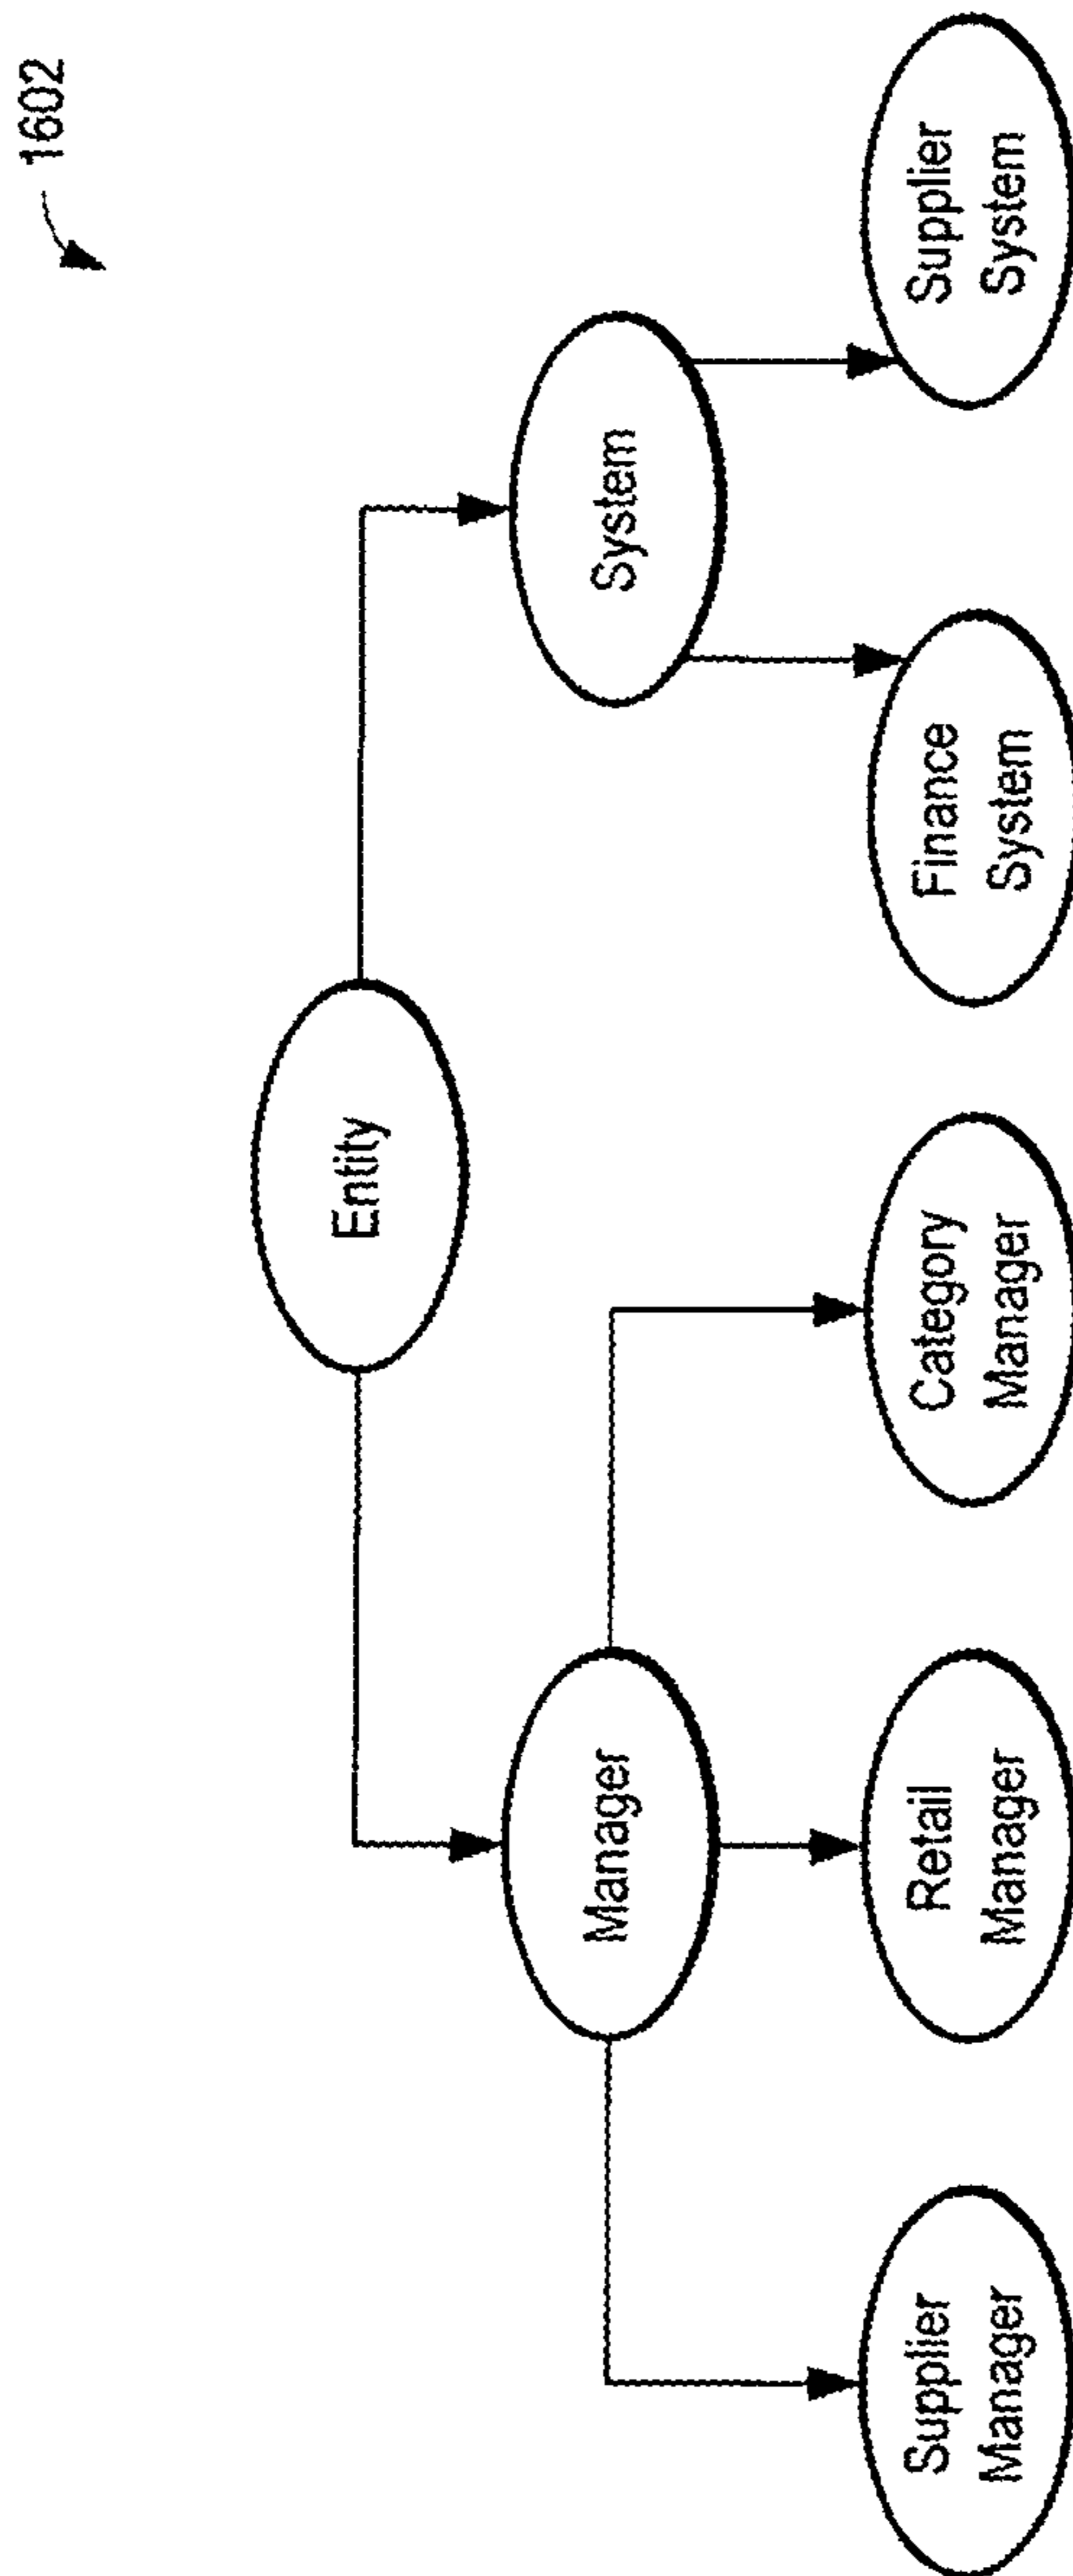 1602
Entity
Manager
System
Supplier
Manager
Retail
Manager
Category
Manager
Finance
System
Supplier
System